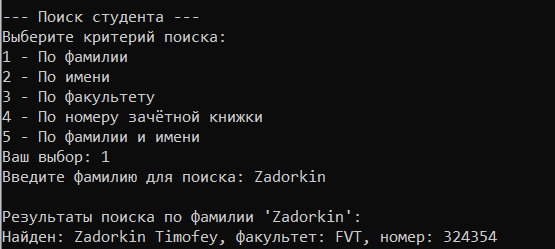 --- Поиск студента ---
Выберите критерий поиска:
1 - По фамилии
2 - По имени
3 - По факультету
4 - По номеру зачётной книжки
5 - По фамилии и имени
Ваш выбор: 1
Введите фамилию для поиска: Zadorkin
Результаты поиска по фамилии 'Zadorkin':
Найден: Zadorkin Timofey, факультет: FVT, номер: 324354